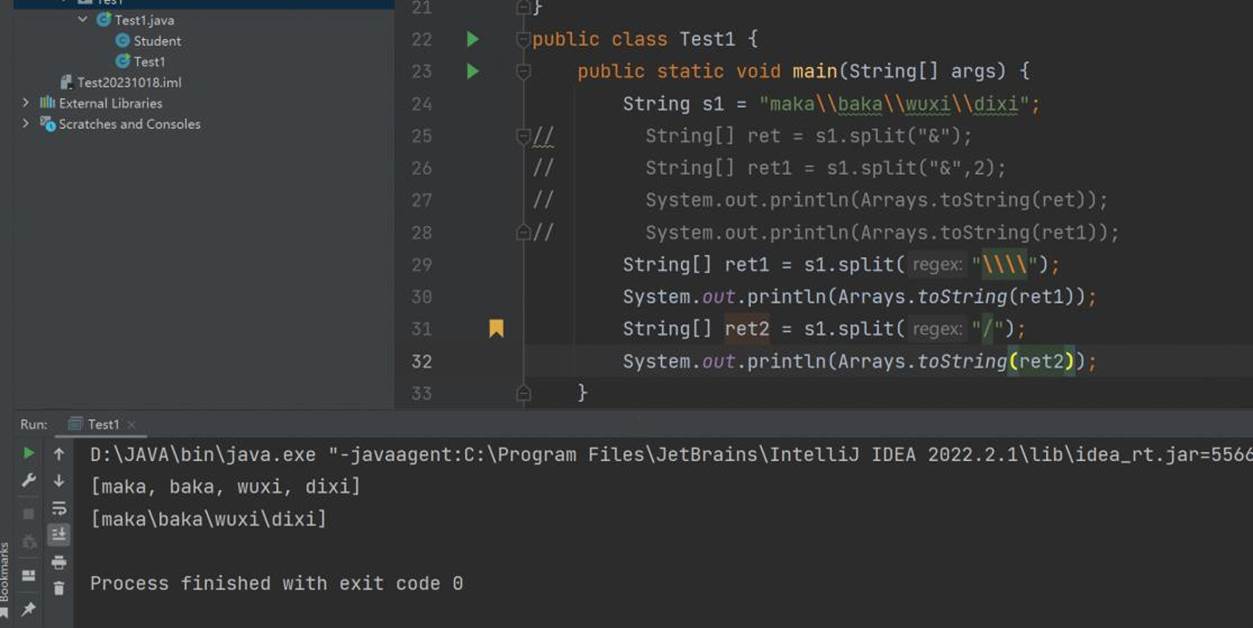 Test1
Test1.java
Student
Test1
Test20231018.iml
External Libraries
Scratches and Consoles
21 }
22 public class Test1 {
23 public static void main(String[] args) {
24 String s1 = "maka\\baka\\wuxi\\dixi";
25 // String[] ret = s1.split("&");
26 // String[] ret1 = s1.split("&",2);
27 // System.out.println(Arrays.toString(ret));
28 // System.out.println(Arrays.toString(ret1));
29 String[] ret1 = s1.split( regex: "\\\\");
30 System.out.println(Arrays.toString(ret1));
31 String[] ret2 = s1.split( regex: "/");
32 System.out.println(Arrays.toString(ret2));
33 }
Run: Test1 ×
D:\JAVA\bin\java.exe "-javaagent:C:\Program Files\JetBrains\IntelliJ IDEA 2022.2.1\lib\idea_rt.jar=5566
[maka, baka, wuxi, dixi]
[maka\baka\wuxi\dixi]
Process finished with exit code 0
Bookmarks